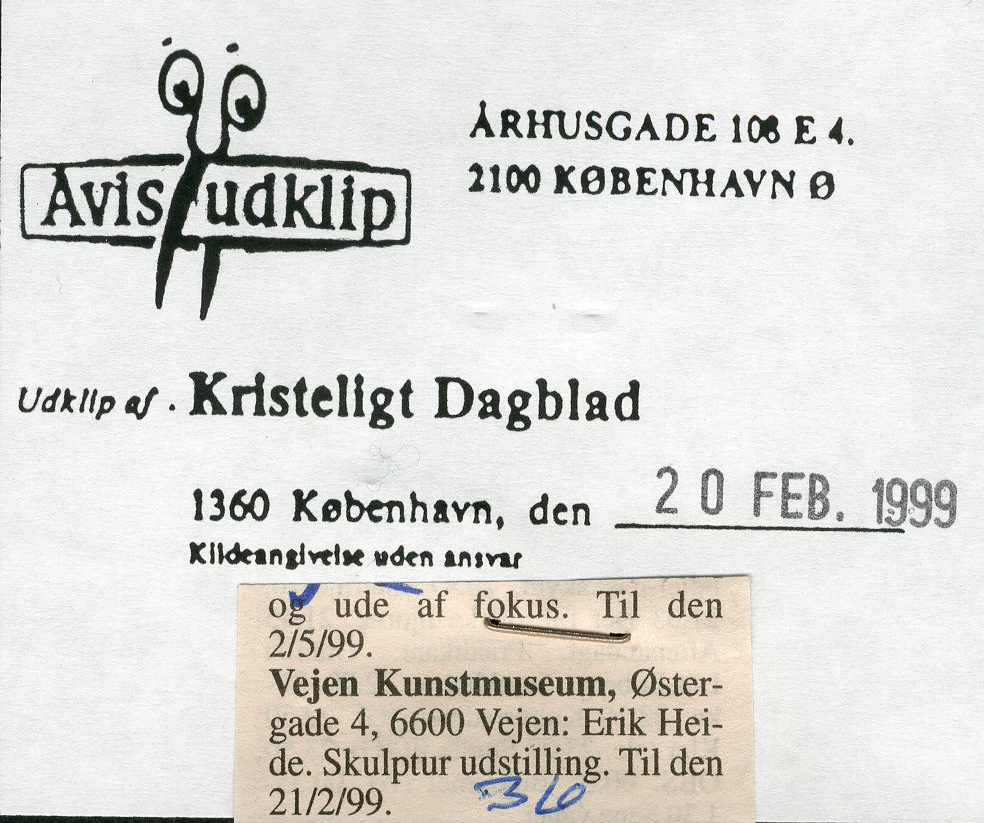 Avis udklip
ÅRHUSGADE 108 E 4.
2100 KØBENHAVN Ø
Udklip af. Kristeligt Dagblad
1360 København, den 20 FEB. 1999
Kildeangivelse uden ansvar
og ude af fokus. Til den
2/5/99.
Vejen Kunstmuseum, Øster-
gade 4, 6600 Vejen: Erik Hei-
de. Skulptur udstilling. Til den
21/2/99.
36